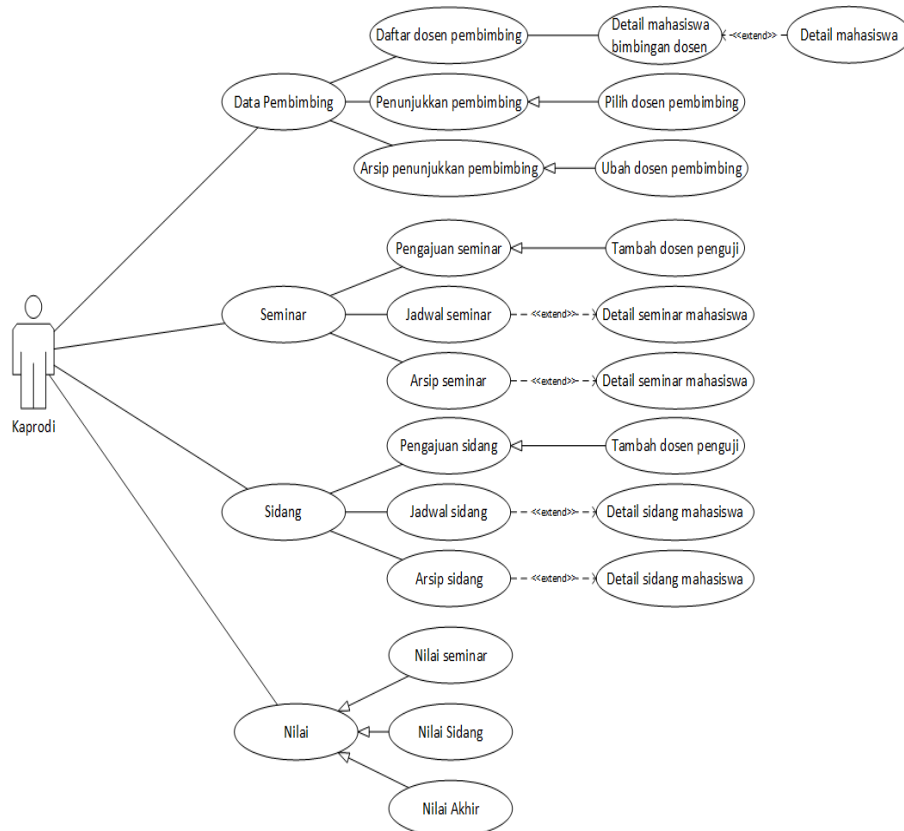 Daftar dosen pembimbing
Detail mahasiswa
bimbingan dosen
<<extend>>
Detail mahasiswa
Data Pembimbing
Penunjukkan pembimbing
Pilih dosen pembimbing
Arsip penunjukkan pembimbing
Ubah dosen pembimbing
Pengajuan seminar
Tambah dosen penguji
Seminar
Jadwal seminar
<<extend>>
Detail seminar mahasiswa
Arsip seminar
<<extend>>
Detail seminar mahasiswa
Kaprodi
Pengajuan sidang
Tambah dosen penguji
Sidang
Jadwal sidang
<<extend>>
Detail sidang mahasiswa
Arsip sidang
<<extend>>
Detail sidang mahasiswa
Nilai seminar
Nilai
Nilai Sidang
Nilai Akhir